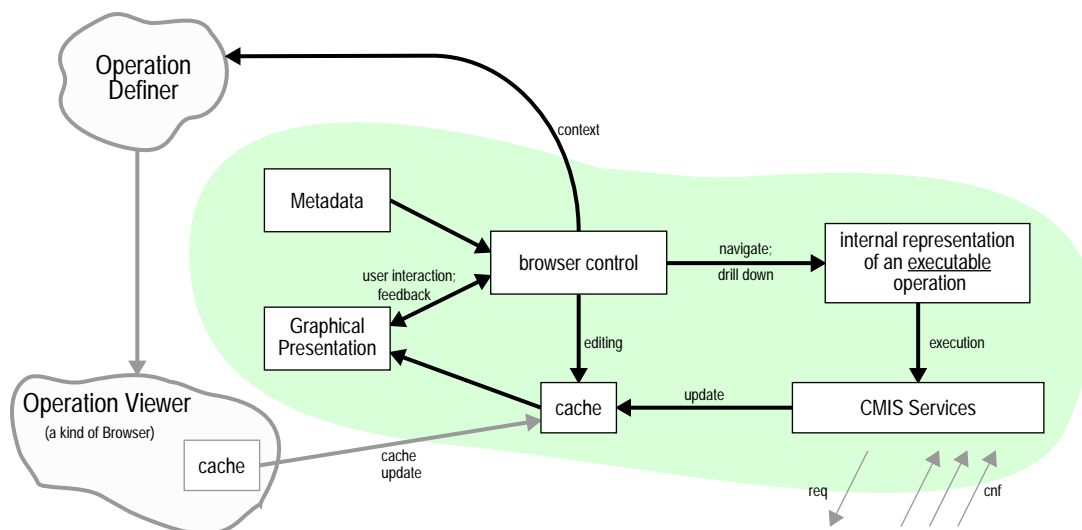 Operation
Definer
context
Metadata
browser control
navigate;
drill down
internal representation
of an executable
operation
user interaction;
feedback
Graphical
Presentation
editing
execution
Operation Viewer
(a kind of Browser)
cache
cache
update
cache
update
CMIS Services
req
cnf